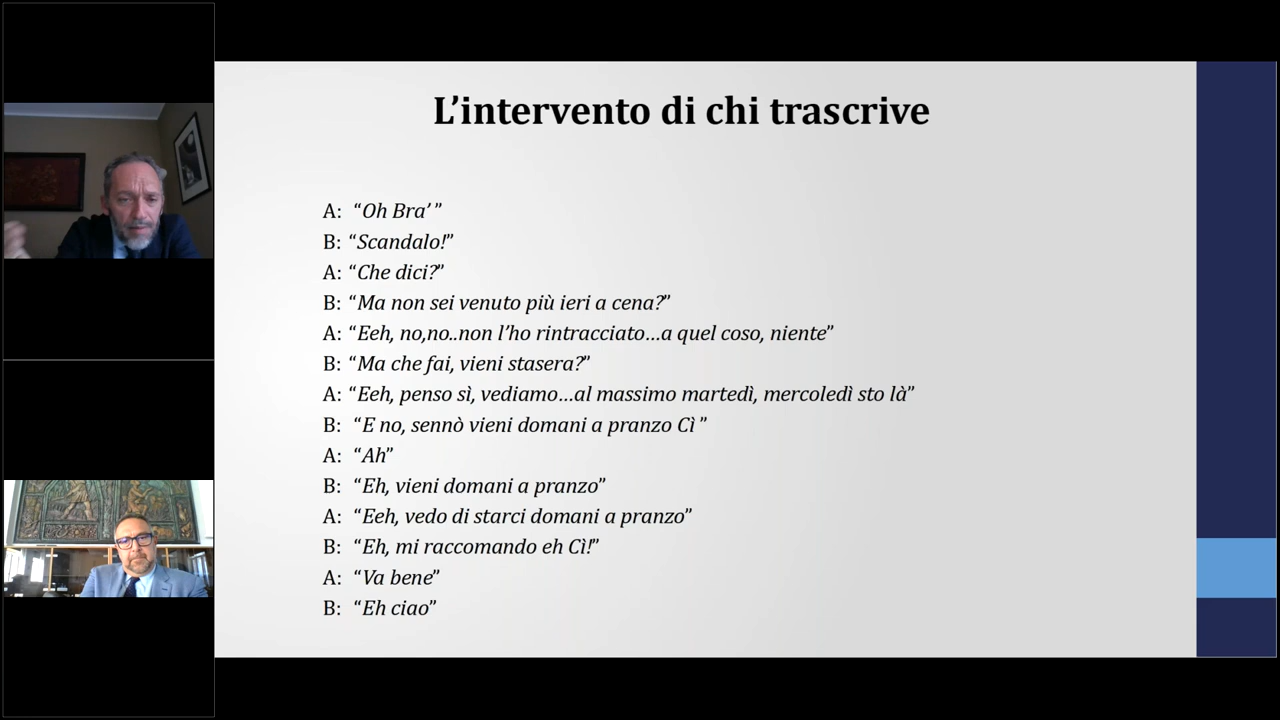 L’intervento di chi trascrive
A: “Oh Bra’ ”
B: “Scandalo!”
A: “Che dici?”
B: “Ma non sei venuto più ieri a cena?”
A: “Eeh, no,no..non l’ho rintracciato…a quel coso, niente”
B: “Ma che fai, vieni stasera?”
A: “Eeh, penso sì, vediamo…al massimo martedì, mercoledì sto là”
B: “E no, sennò vieni domani a pranzo Cì ”
A: “Ah”
B: “Eh, vieni domani a pranzo”
A: “Eeh, vedo di starci domani a pranzo”
B: “Eh, mi raccomando eh Cì!”
A: “Va bene”
B: “Eh ciao”